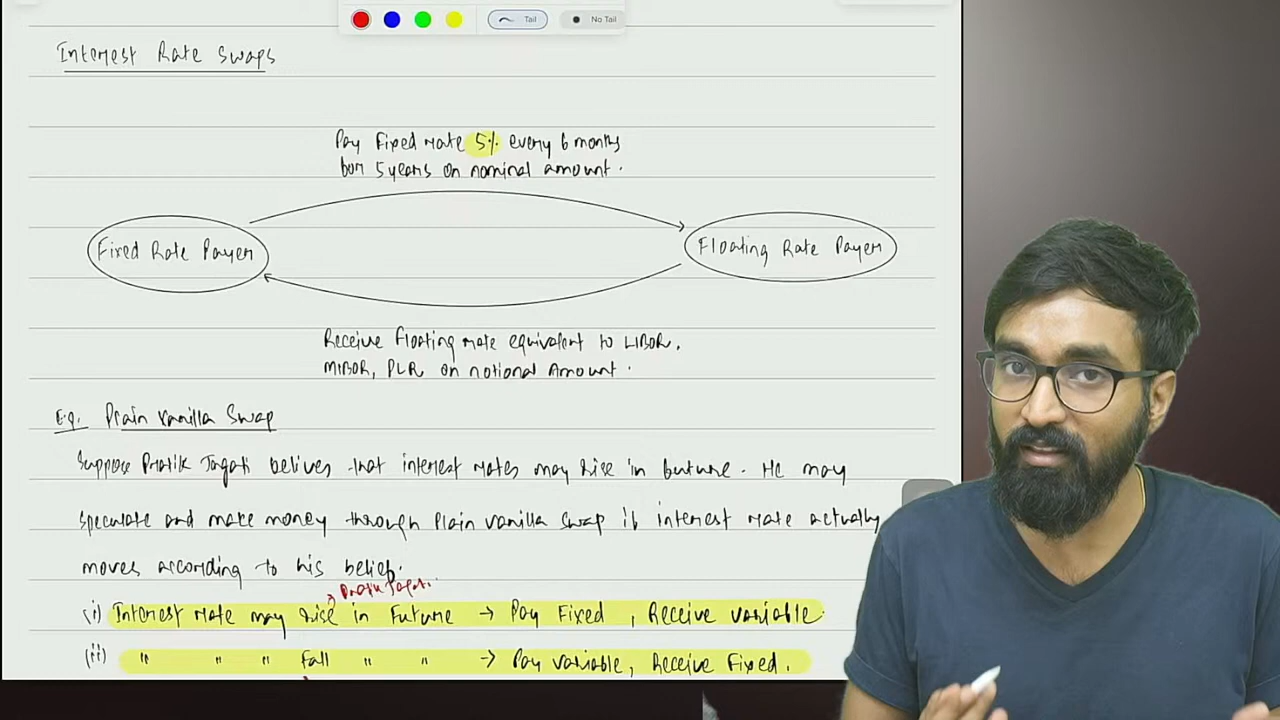 Tail
No Tail
Interest Rate Swaps
Pay Fixed rate 5% every 6 months
for 5 years on nominal amount.
Fixed Rate Payer
Floating Rate Payer
Receive floating rate equivalent to LIBOR,
MIBOR, PLR on notional Amount.
E.g. Plain Vanilla Swap
Suppose Pratik Jagati belives that interest rates may rise in future. He may
speculate and make money through Plain vanilla swap if interest rate actually
moves according to his belief.
Pratik Jagati.
(i) Interest rate may rise in Future → Pay Fixed, Receive variable.
(ii) " " " Fall " " → Pay variable, Receive Fixed.